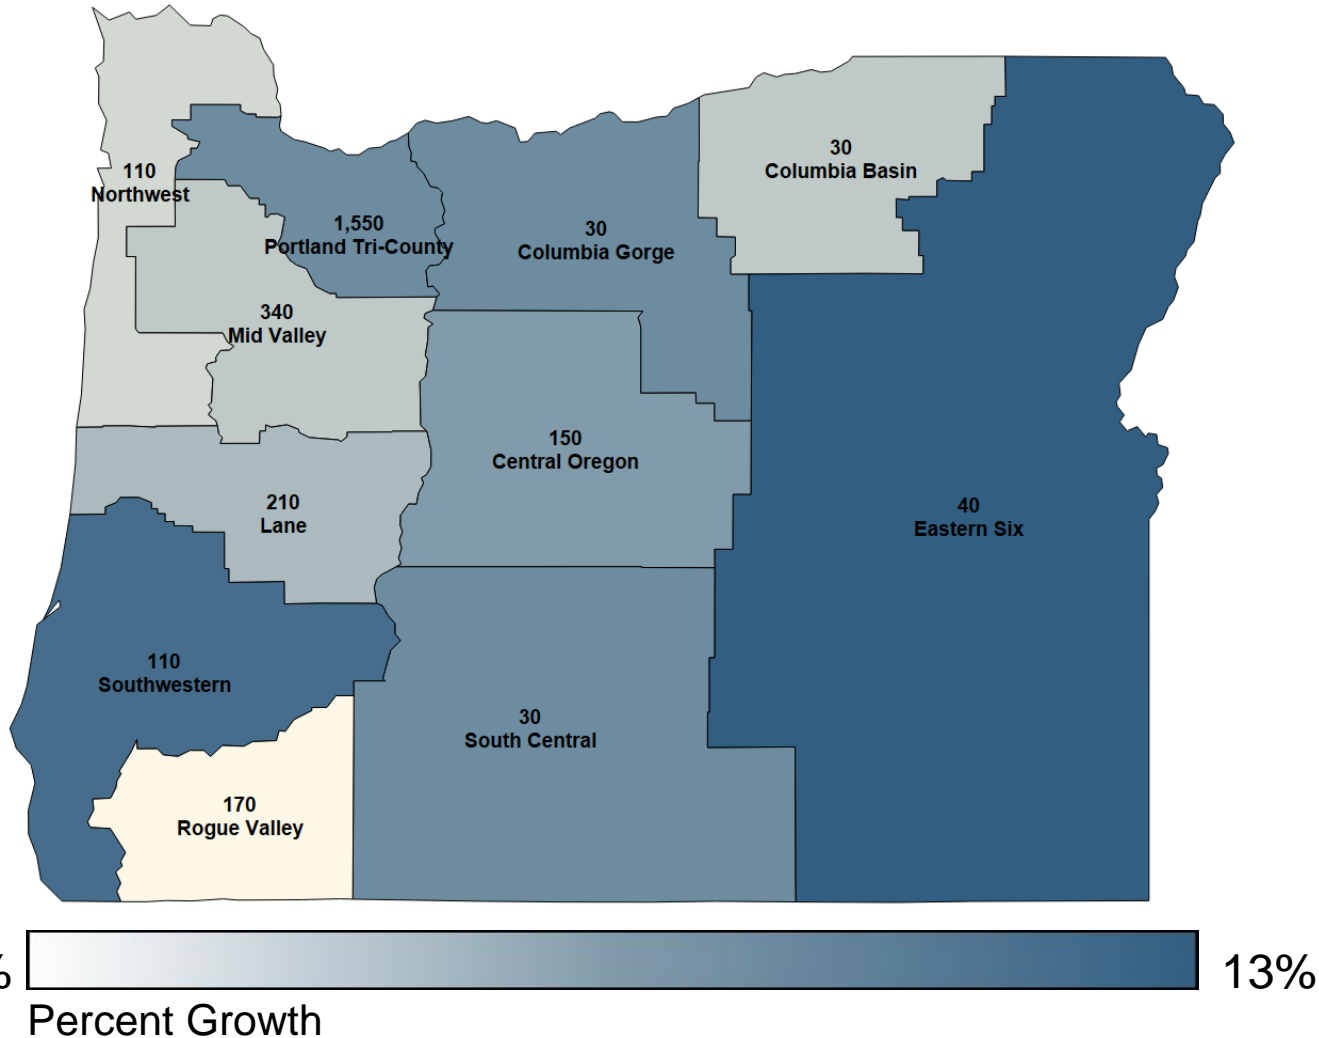 110
Northwest
1,550
Portland Tri-County
30
Columbia Gorge
30
Columbia Basin
340
Mid Valley
150
Central Oregon
210
Lane
40
Eastern Six
110
Southwestern
30
South Central
170
Rogue Valley
%
13%
Percent Growth